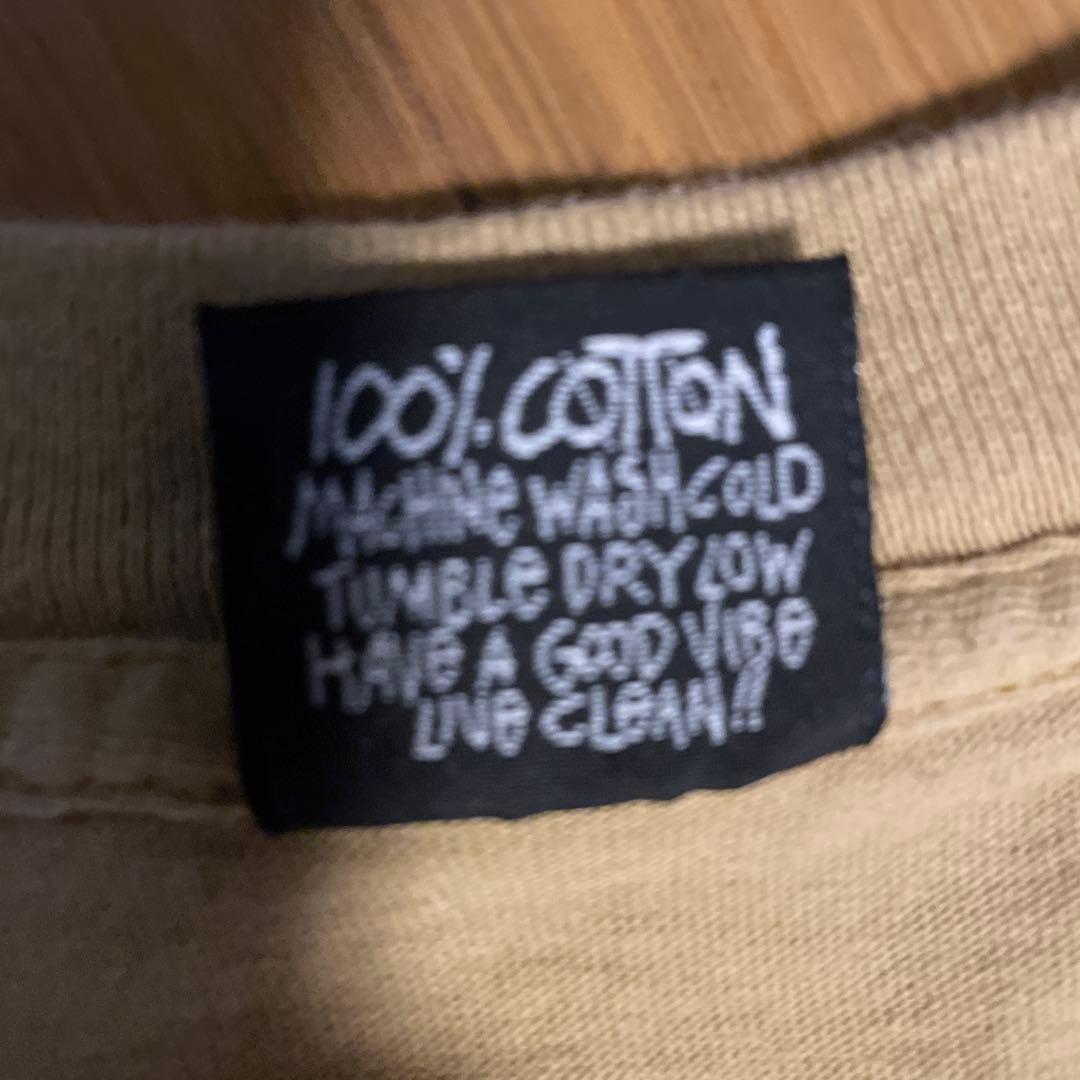 100% COTTON
MACHINE WASH COLD
TUMBLE DRY LOW
HAVE A GOOD VIBE
LIVE CLEAN!!